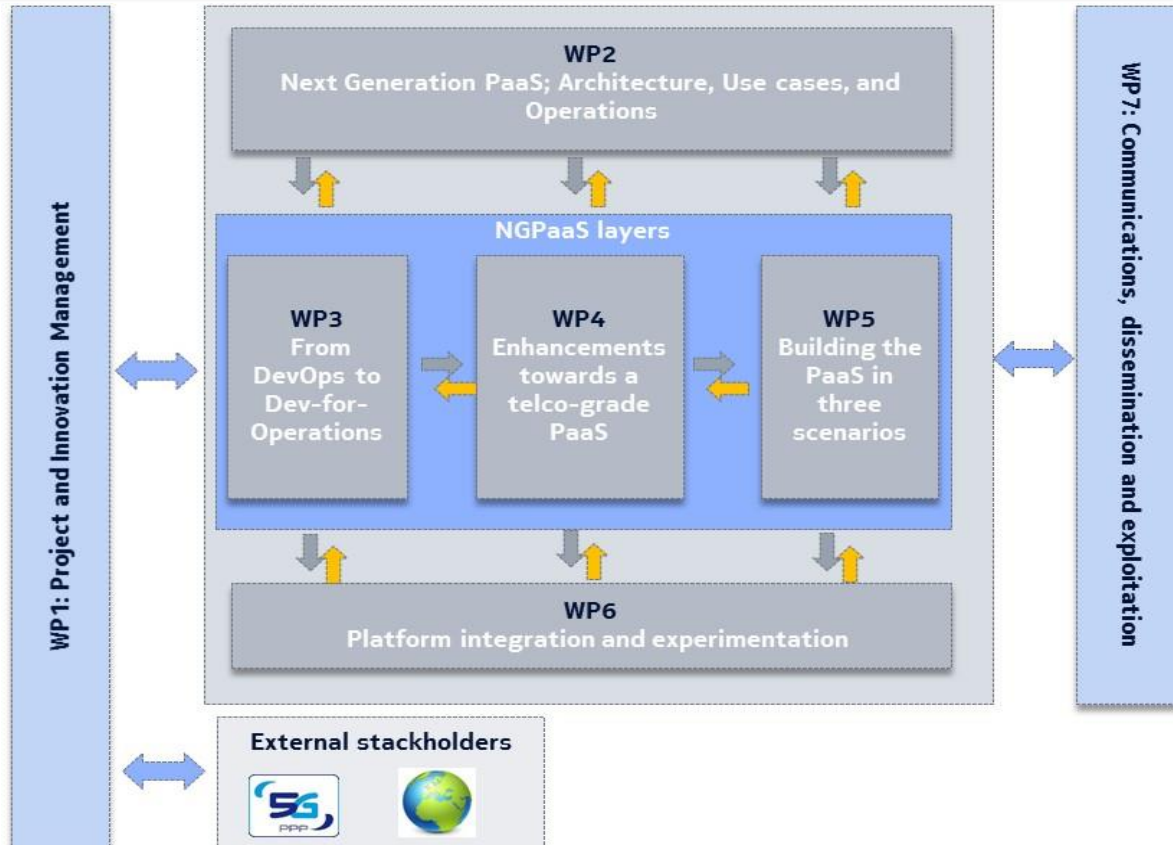 WP1: Project and Innovation Management
WP2
Next Generation PaaS; Architecture, Use cases, and
Operations
NGPaaS layers
WP3
From
DevOps to
Dev-for-
Operations
WP4
Enhancements
towards a
telco-grade
PaaS
WP5
Building the
PaaS in
three
scenarios
WP6
Platform integration and experimentation
External stackholders
5G
PPP
WP7: Communications, dissemination and exploitation